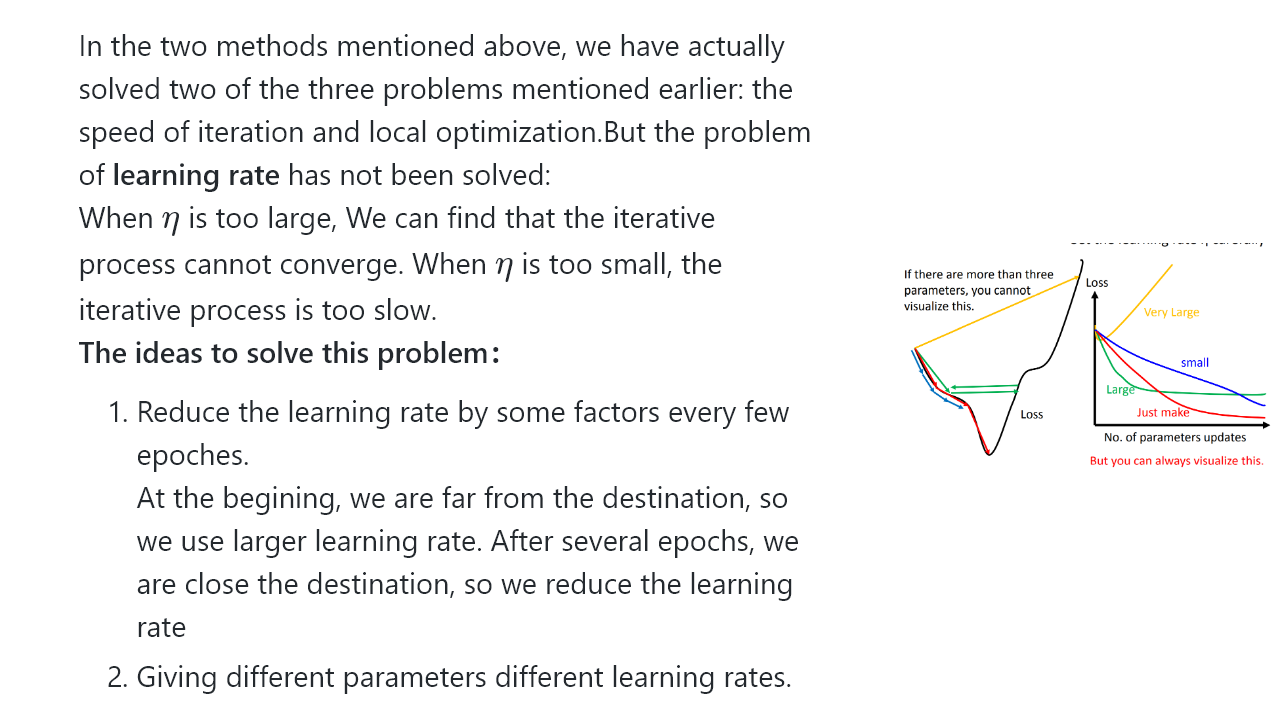 In the two methods mentioned above, we have actually
solved two of the three problems mentioned earlier: the
speed of iteration and local optimization.But the problem
of learning rate has not been solved:
When η is too large, We can find that the iterative
process cannot converge. When η is too small, the
iterative process is too slow.
The ideas to solve this problem：
1. Reduce the learning rate by some factors every few
epoches.
At the begining, we are far from the destination, so
we use larger learning rate. After several epochs, we
are close the destination, so we reduce the learning
rate
2. Giving different parameters different learning rates.
If there are more than three
parameters, you cannot
visualize this.
Loss
Loss
Very Large
small
Large
Just make
No. of parameters updates
But you can always visualize this.